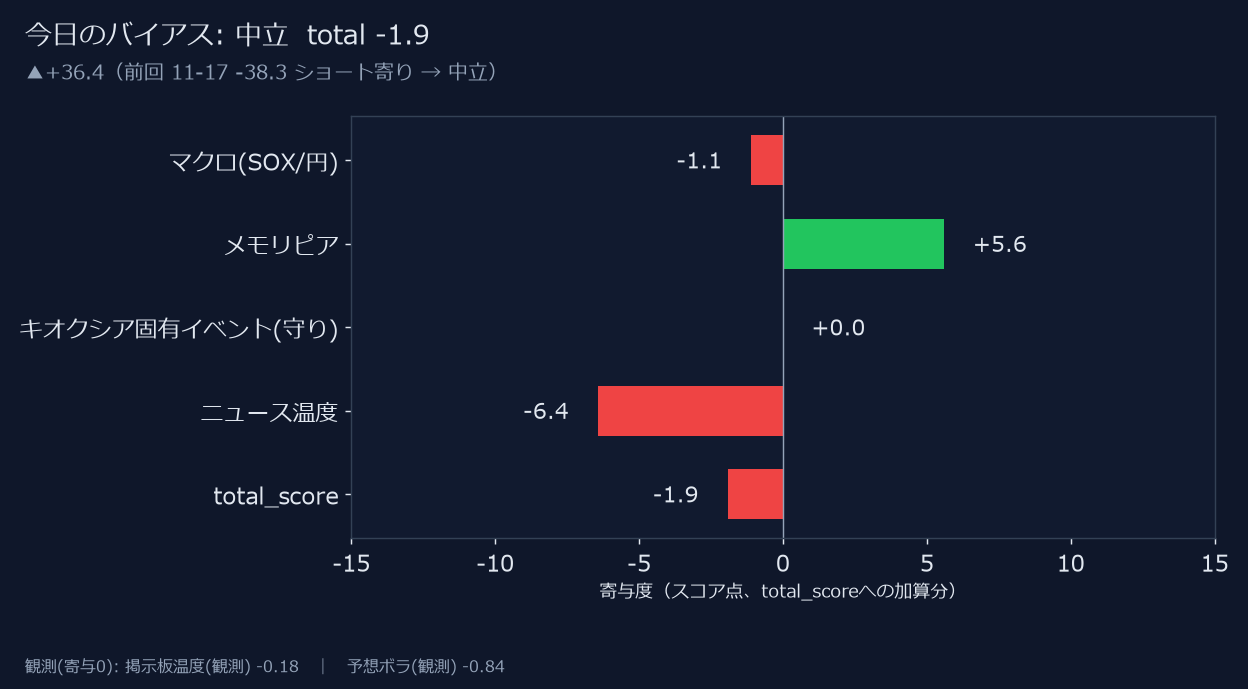 今日のバイアス: 中立 total -1.9
▲+36.4（前回 11-17 -38.3 ショート寄り → 中立）
マクロ(SOX/円)
-1.1
メモリピア
+5.6
キオクシア固有イベント(守り)
+0.0
ニュース温度
-6.4
total_score
-1.9
-15 -10 -5 0 5 10 15
寄与度（スコア点、total_scoreへの加算分）
観測(寄与0): 掲示板温度(観測) -0.18 ｜ 予想ボラ(観測) -0.84